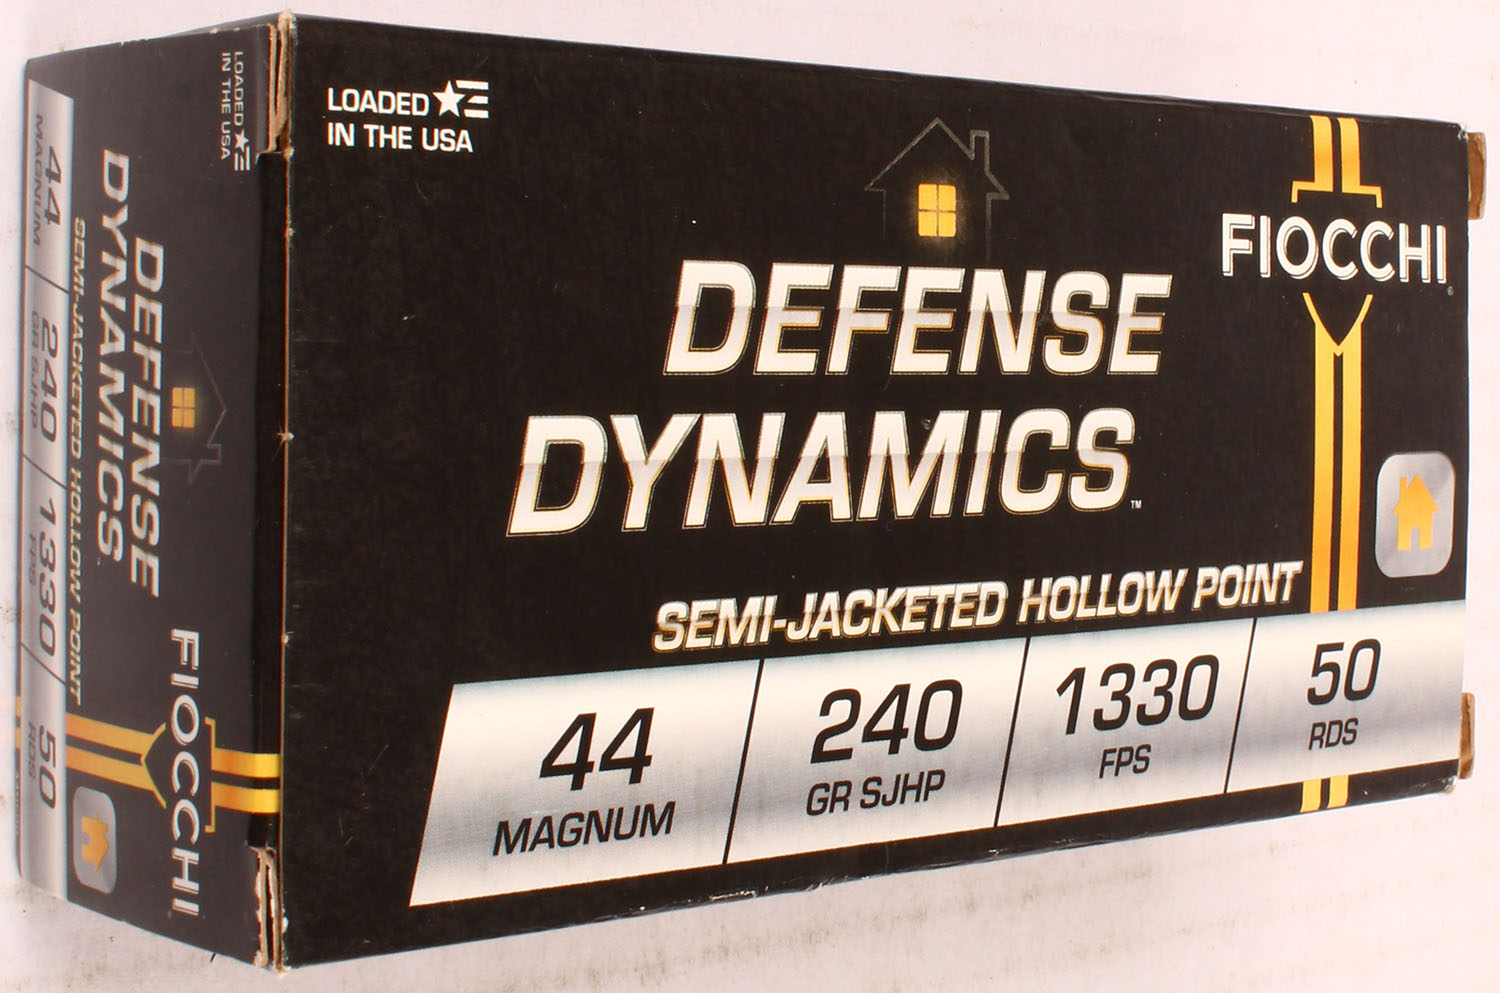 LOADED
IN THE USA
FIOCCHI
DEFENSE
DYNAMICS™
SEMI-JACKETED HOLLOW POINT
44
MAGNUM
240
GR SJHP
1330
FPS
50
RDS
LOADED
IN THE USA
DEFENSE
DYNAMICS
SEMI-JACKETED HOLLOW POINT
44
MAGNUM
240
GR SJHP
1330
FPS
50
RDS
FIOCCHI